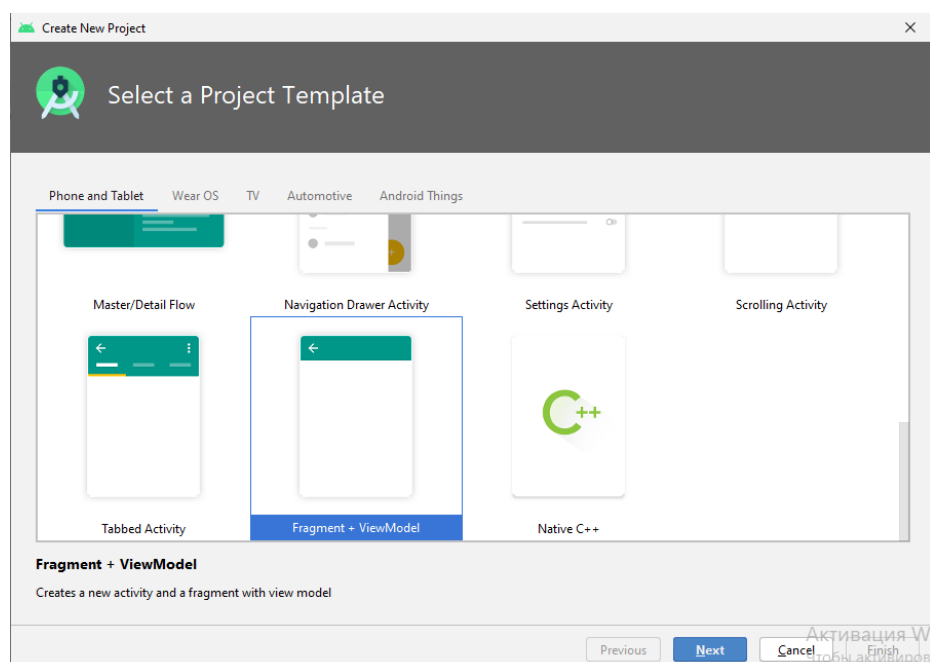 Create New Project
Select a Project Template
Phone and Tablet Wear OS TV Automotive Android Things
Master/Detail Flow Navigation Drawer Activity Settings Activity Scrolling Activity
C++
Tabbed Activity Fragment + ViewModel Native C++
Fragment + ViewModel
Creates a new activity and a fragment with view model
Активация W
Previous Next Cancel Finish
Чтобы активиров